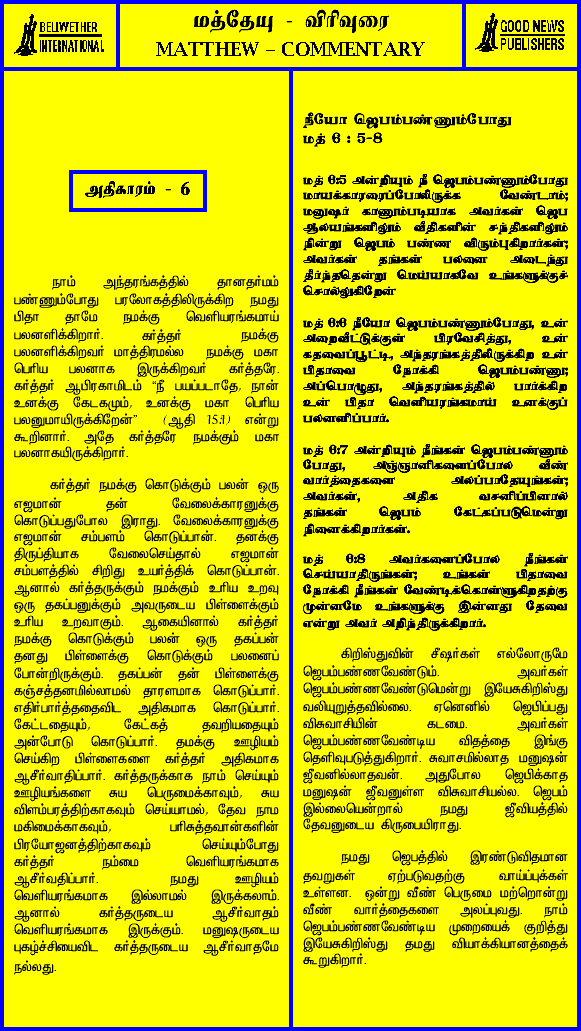 BELIWETHER
INTERNATIONAL
மத்தேயு - விரிவுரை
MATTHEW – COMMENTARY
GOOD NEWS
PUBLISHERS
அதிகாரம் - 6
நாம் அந்தரங்கத்தில் தானதர்மம்
பண்ணும்போது பரலோகத்திலிருக்கிற நமது
பிதா தாமே நமக்கு வெளியரங்கமாய்
பலனளிக்கிறார். கர்த்தர் நமக்கு
பலனளிக்கிறவர் மாத்திரமல்ல நமக்கு மகா
பெரிய பலனாக இருக்கிறவர் கர்த்தரே.
கர்த்தர் ஆபிரகாமிடம் “நீ பயப்படாதே, நான்
உனக்கு கேடகமும், உனக்கு மகா பெரிய
பலனுமாயிருக்கிறேன்” (ஆதி 15:1) என்று
கூறினார். அதே கர்த்தரே நமக்கும் மகா
பலனாகயிருக்கிறார்.
கர்த்தர் நமக்கு கொடுக்கும் பலன் ஒரு
எஜமான் தன் வேலைக்காரனுக்கு
கொடுப்பதுபோல இராது. வேலைக்காரனுக்கு
எஜமான் சம்பளம் கொடுப்பான். தனக்கு
திருப்தியாக வேலைசெய்தால் எஜமான்
சம்பளத்தில் சிறிது உயர்த்திக் கொடுப்பான்.
ஆனால் கர்த்தருக்கும் நமக்கும் உரிய உறவு
ஒரு தகப்பனுக்கும் அவருடைய பிள்ளைக்கும்
உரிய உறவாகும். ஆகையினால் கர்த்தர்
நமக்கு கொடுக்கும் பலன் ஒரு தகப்பன்
தனது பிள்ளைக்கு கொடுக்கும் பலனைப்
போன்றிருக்கும். தகப்பன் தன் பிள்ளைக்கு
கஞ்சத்தனமில்லாமல் தாராளமாக கொடுப்பார்.
எதிர்பார்த்ததைவிட அதிகமாக கொடுப்பார்.
கேட்டதையும், கேட்கத் தவறியதையும்
அன்போடு கொடுப்பார். தமக்கு ஊழியம்
செய்கிற பிள்ளைகளை கர்த்தர் அதிகமாக
ஆசீர்வாதிப்பார். கர்த்தருக்காக நாம் செய்யும்
ஊழியங்களை சுய பெருமைக்காவும், சுய
விளம்பரத்திற்காகவும் செய்யாமல், தேவ நாம
மகிமைக்காகவும், பரிசுத்தவான்களின்
பிரயோஜனத்திற்காகவும் செய்யும்போது
கர்த்தர் நம்மை வெளியரங்கமாக
ஆசீர்வதிப்பார். நமது ஊழியம்
வெளியரங்கமாக இல்லாமல் இருக்கலாம்.
ஆனால் கர்த்தருடைய ஆசீர்வாதம்
வெளியரங்கமாக இருக்கும். மனுஷருடைய
புகழ்ச்சியைவிட கர்த்தருடைய ஆசீர்வாதமே
நல்லது.
நீயோ ஜெபம்பண்ணும்போது
மத் 6 : 5-8
மத் 6:5 அன்றியும் நீ ஜெபம்பண்ணும்போது
மாயக்காரரைப்போலிருக்க வேண்டாம்;
மனுஷர் காணும்படியாக அவர்கள் ஜெப
ஆலயங்களிலும் வீதிகளின் சந்திகளிலும்
நின்று ஜெபம் பண்ண விரும்புகிறார்கள்;
அவர்கள் தங்கள் பலனை அடைந்து
தீர்ந்ததென்று மெய்யாகவே உங்களுக்குச்
சொல்லுகிறேன்
மத் 6:6 நீயோ ஜெபம்பண்ணும்போது, உன்
அறைவீட்டுக்குள் பிரவேசித்து, உன்
கதவைப்பூட்டி, அந்தரங்கத்திலிருக்கிற உன்
பிதாவை நோக்கி ஜெபம்பண்ணு;
அப்பொழுது, அந்தரங்கத்தில் பார்க்கிற
உன் பிதா வெளியரங்கமாய் உனக்குப்
பலனளிப்பார்.
மத் 6:7 அன்றியும் நீங்கள் ஜெபம்பண்ணும்
போது, அஞ்ஞானிகளைப்போல வீண்
வார்த்தைகளை அலப்பாதேயுங்கள்;
அவர்கள், அதிக வசனிப்பினால்
தங்கள் ஜெபம் கேட்கப்படுமென்று
நினைக்கிறார்கள்.
மத் 6:8 அவர்களைப்போல நீங்கள்
செய்யாதிருங்கள்; உங்கள் பிதாவை
நோக்கி நீங்கள் வேண்டிக்கொள்ளுகிறதற்கு
முன்னமே உங்களுக்கு இன்னது தேவை
என்று அவர் அறிந்திருக்கிறார்.
கிறிஸ்துவின் சீஷர்கள் எல்லோருமே
ஜெபம்பண்ணவேண்டும். அவர்கள்
ஜெபம்பண்ணவேண்டுமென்று இயேசுகிறிஸ்து
வலியுறுத்தவில்லை. ஏனெனில் ஜெபிப்பது
விசுவாசியின் கடமை. அவர்கள்
ஜெபம்பண்ணவேண்டிய விதத்தை இங்கு
தெளிவுபடுத்துகிறார். சுவாசமில்லாத மனுஷன்
ஜீவனில்லாதவன். அதுபோல ஜெபிக்காத
மனுஷன் ஜீவனுள்ள விசுவாசியல்ல. ஜெபம்
இல்லையென்றால் நமது ஜீவியத்தில்
தேவனுடைய கிருபையிராது.
நமது ஜெபத்தில் இரண்டுவிதமான
தவறுகள் ஏற்படுவதற்கு வாய்ப்புக்கள்
உள்ளன. ஒன்று வீண் பெருமை மற்றொன்று
வீண் வார்த்தைகளை அலப்புவது. நாம்
ஜெபம்பண்ணவேண்டிய முறையைக் குறித்து
இயேசுகிறிஸ்து தமது வியாக்கியானத்தைக்
கூறுகிறார்.